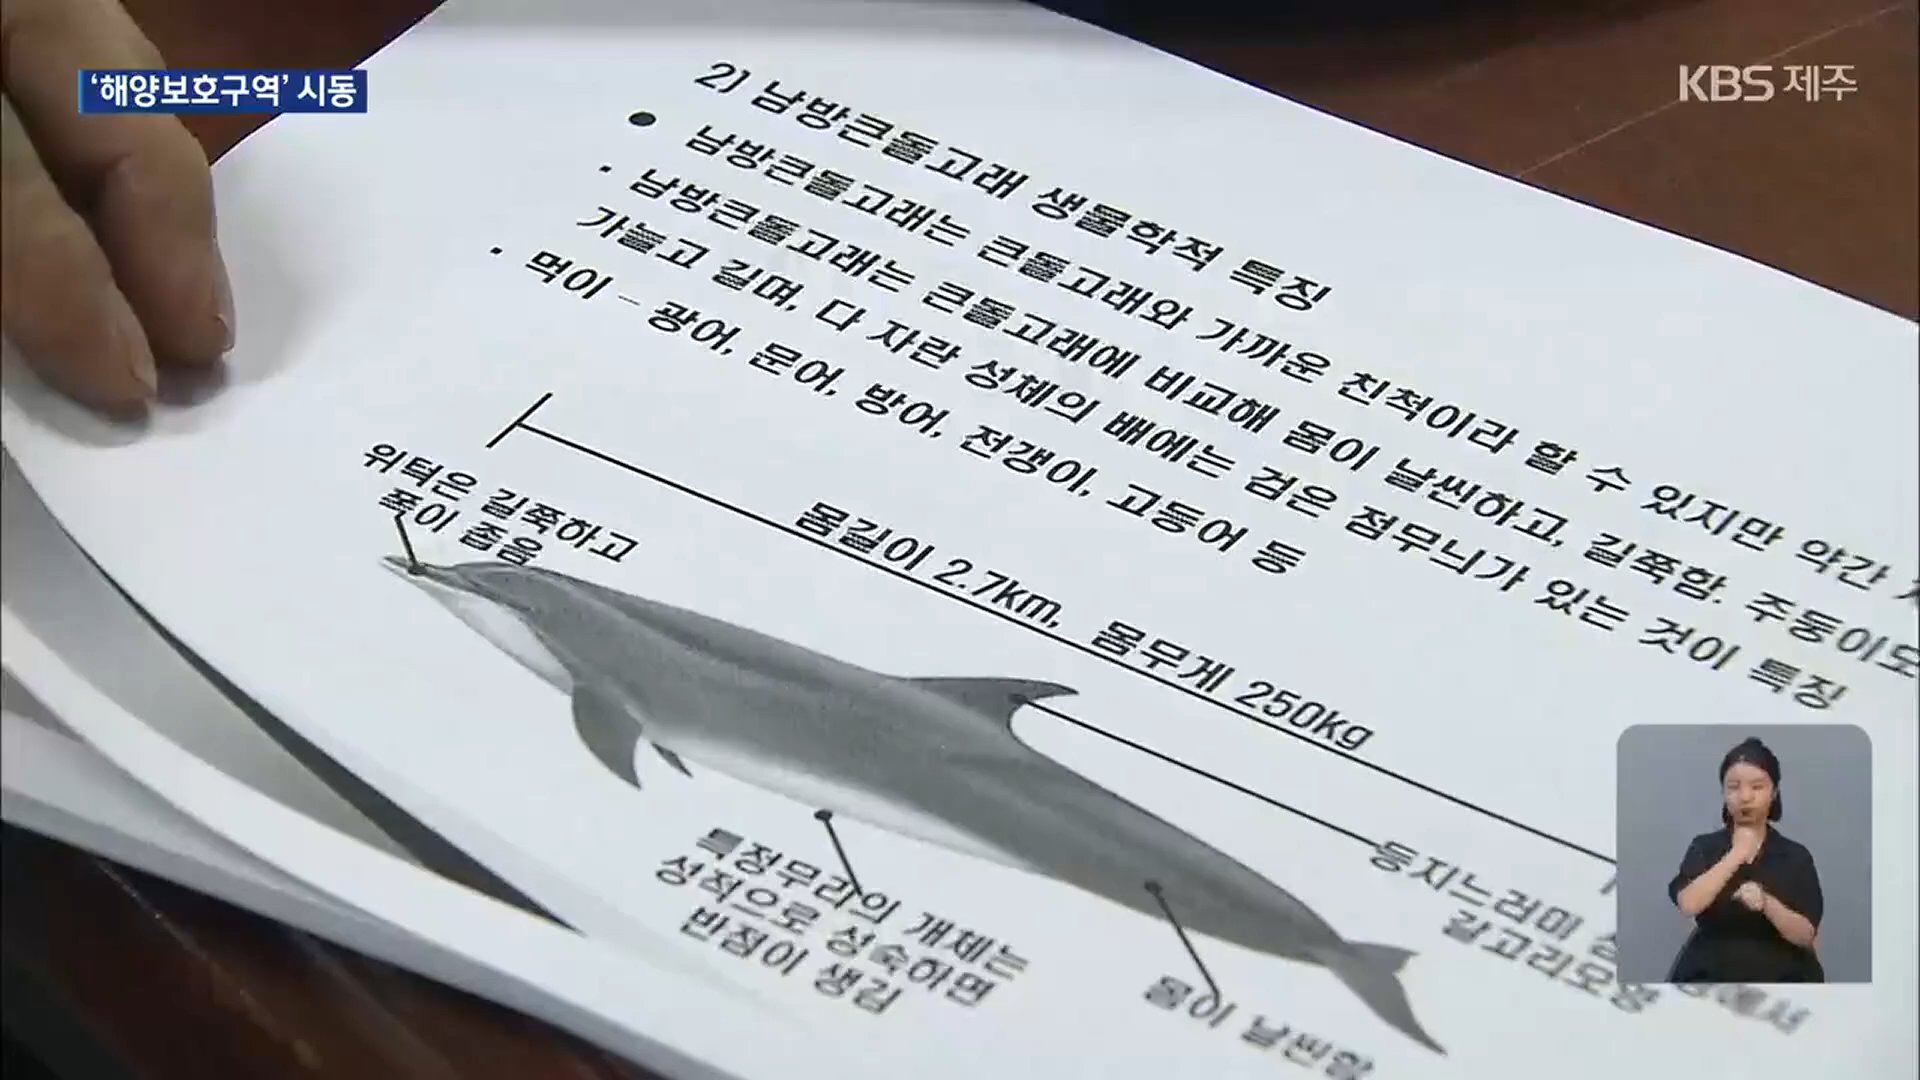 ‘해양보호구역’ 시동
KBS 제주
2) 남방큰돌고래 생물학적 특징
● 남방큰돌고래는 큰돌고래와 가까운 친척이라 할 수 있지만 약간
· 남방큰돌고래는 큰돌고래에 비교해 몸이 날씬하고, 길쭉함. 주둥이도
가늘고 길며, 다 자란 성체의 배에는 검은 점무늬가 있는 것이 특징
· 먹이 - 광어, 문어, 방어, 전갱이, 고등어 등
몸길이 2.7km, 몸무게 250kg
위턱은 길쭉하고
폭이 좁음
특정무리의 개체는
성적으로 성숙하면
반점이 생김
몸이 날씬함
등지느러미
갈고리모양